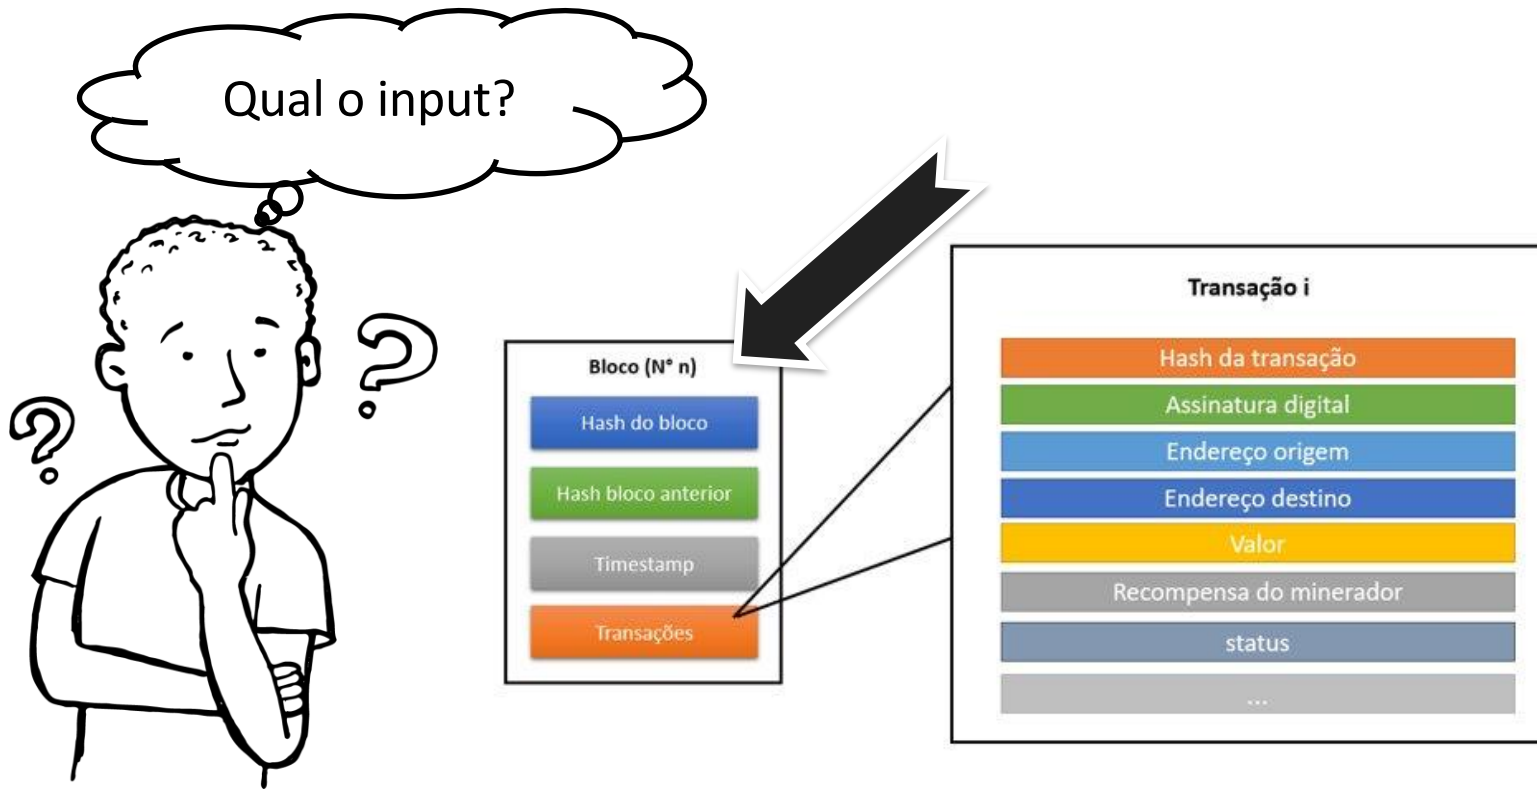 Qual o input?
Bloco (N° n)
Hash do bloco
Hash bloco anterior
Timestamp
Transações
Transação i
Hash da transação
Assinatura digital
Endereço origem
Endereço destino
Valor
Recompensa do minerador
status
...